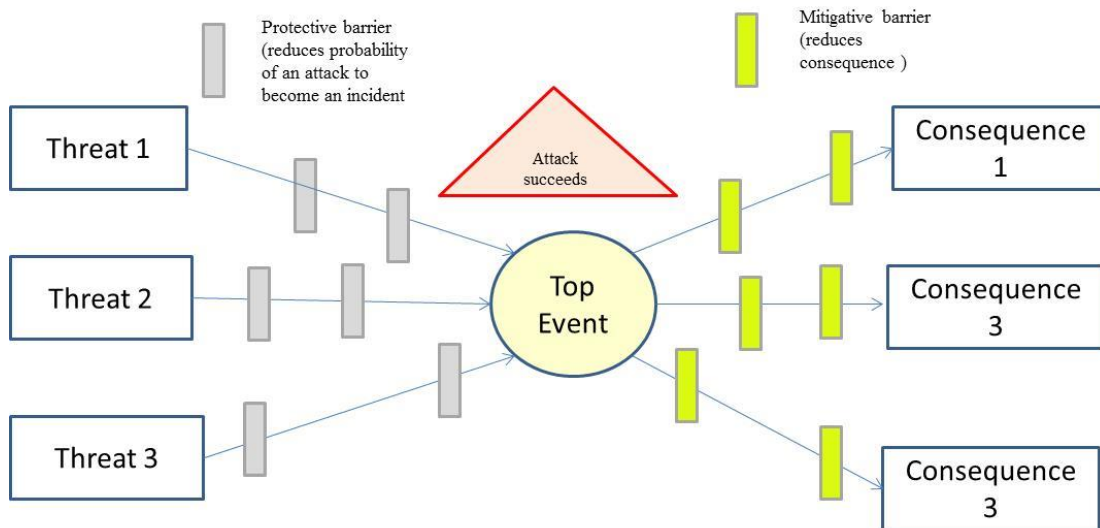 Protective barrier
(reduces probability
of an attack to
become an incident
Mitigative barrier
(reduces
consequence )
Threat 1
Attack
succeeds
Consequence
1
Threat 2
Top
Event
Consequence
3
Threat 3
Consequence
3